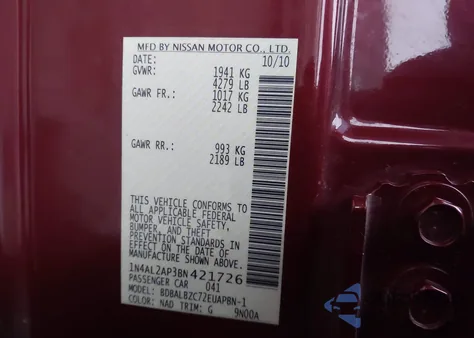 MFD BY NISSAN MOTOR CO., LTD.
DATE: 10/10
GVWR: 1941 KG
4279 LB
GAWR FR.: 1017 KG
2242 LB
GAWR RR.: 993 KG
2189 LB
THIS VEHICLE CONFORMS TO
ALL APPLICABLE FEDERAL
MOTOR VEHICLE SAFETY,
BUMPER, AND THEFT
PREVENTION STANDARDS IN
EFFECT ON THE DATE OF
MANUFACTURE SHOWN ABOVE.
1N4AL2AP3BN421726
PASSENGER CAR 041
MODEL: BDBALBZC72EUAPBN-1
COLOR: NAD TRIM: G 9N00A